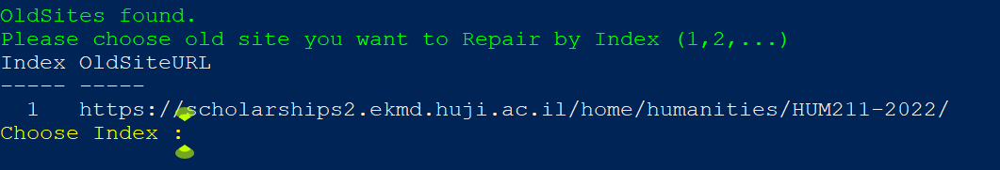 OldSites found.
Please choose old site you want to Repair by Index (1,2,...)
Index OldSiteURL
----- -----
1 https://scholarships2.ekmd.huji.ac.il/home/humanities/HUM211-2022/
Choose Index :